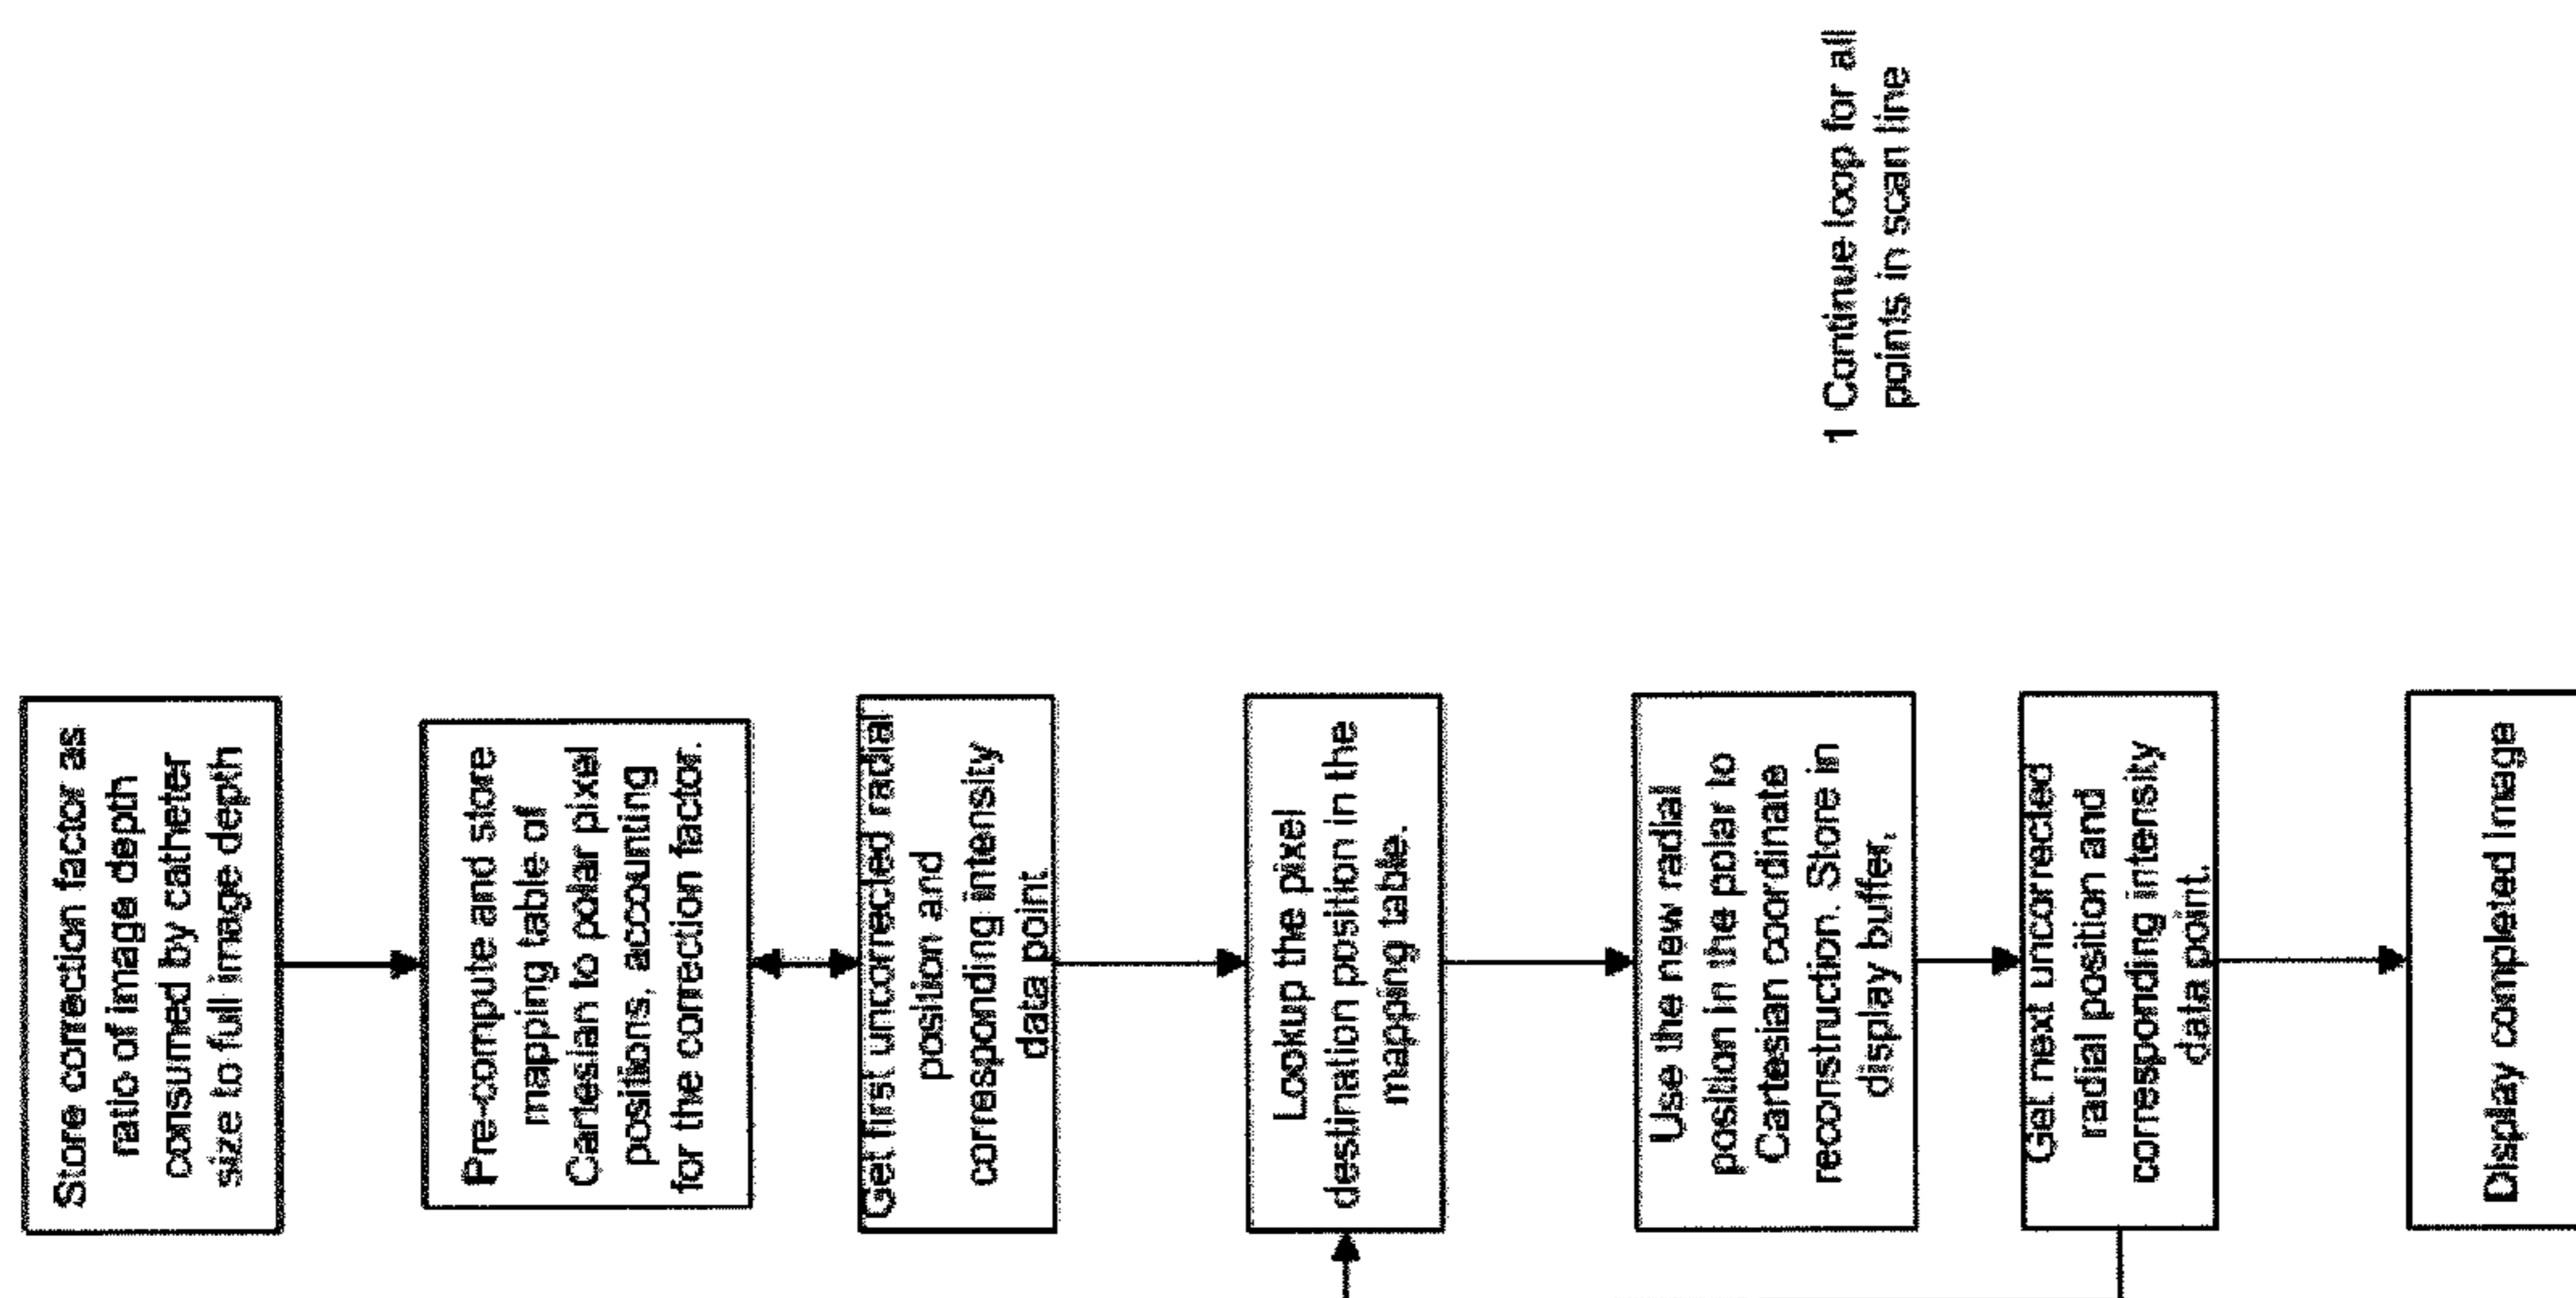 Store correction factor as
ratio of image depth
consumed by catheter
size to full image depth
Pre-compute and store
mapping table of
Cartesian to polar pixel
positions, accounting
for the correction factor.
Get first uncorrected radial
position and
corresponding intensity
data point
Lookup the pixel
destination position in the
mapping table.
Use the new radial
position in the polar to
Cartesian coordinate
reconstruction. Store in
display buffer.
Get next uncorrected
radial position and
corresponding intensity
data point.
Display completed Image
1 Continue loop for all
points in scan line